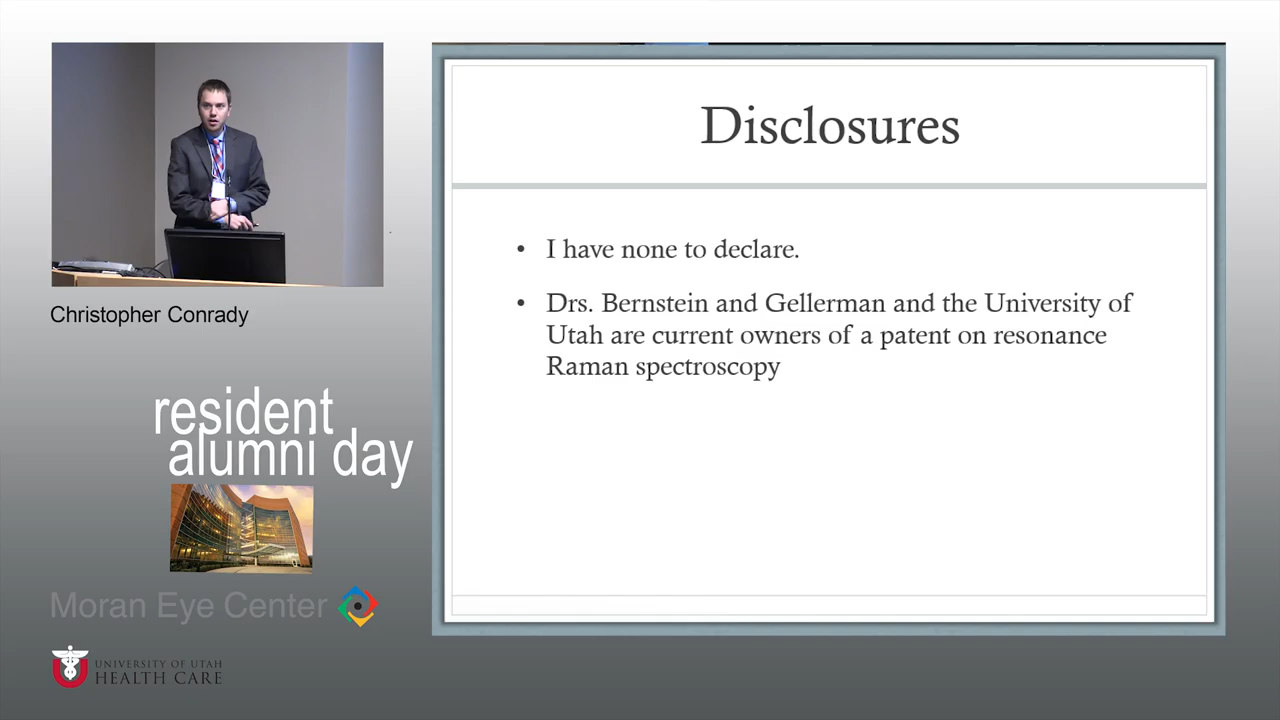 Christopher Conrady
resident
alumni day
Moran Eye Center
UNIVERSITY OF UTAH
HEALTH CARE
Disclosures
• I have none to declare.
• Drs. Bernstein and Gellerman and the University of
Utah are current owners of a patent on resonance
Raman spectroscopy